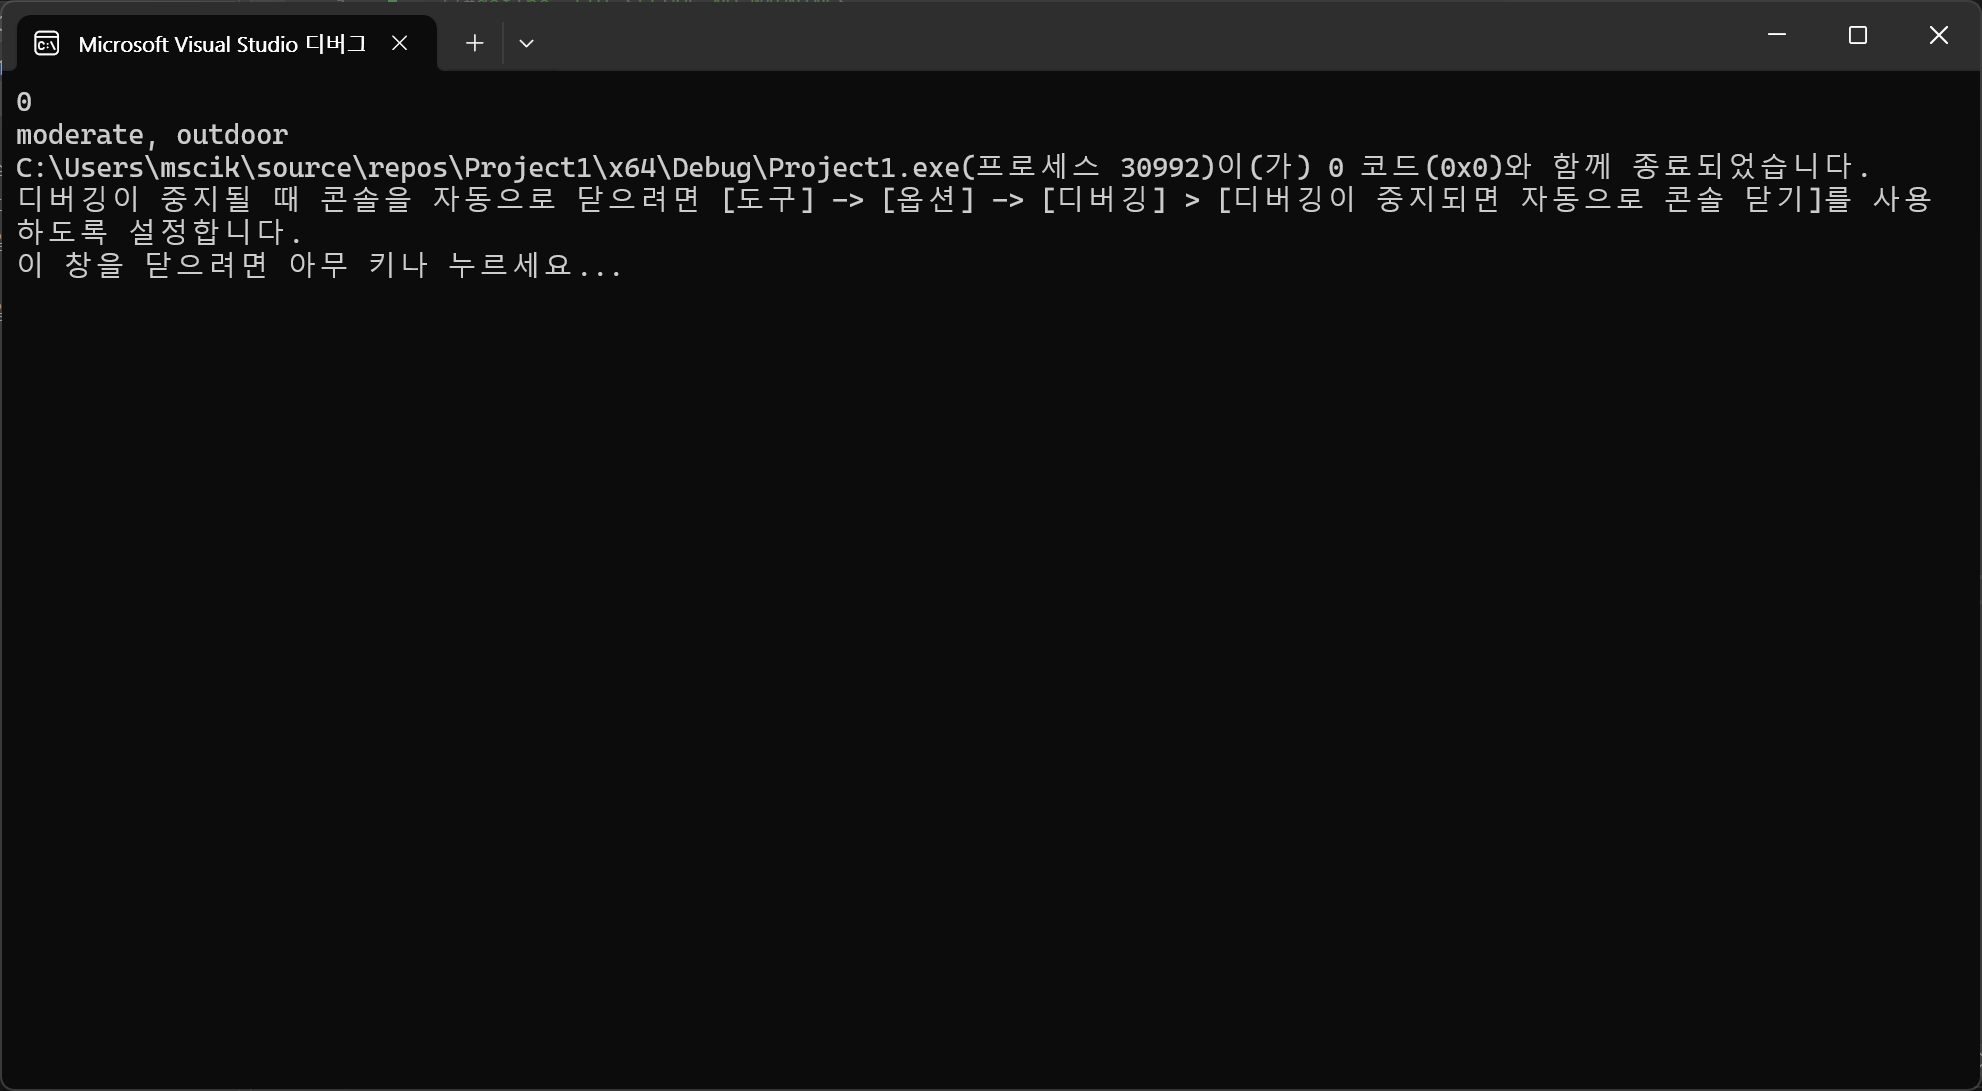 Microsoft Visual Studio 디버그
0
moderate, outdoor
C:\Users\mscik\source\repos\Project1\x64\Debug\Project1.exe(프로세스 30992)이(가) 0 코드(0x0)와 함께 종료되었습니다.
디버깅이 중지될 때 콘솔을 자동으로 닫으려면 [도구] -> [옵션] -> [디버깅] > [디버깅이 중지되면 자동으로 콘솔 닫기]를 사용
하도록 설정합니다.
이 창을 닫으려면 아무 키나 누르세요...